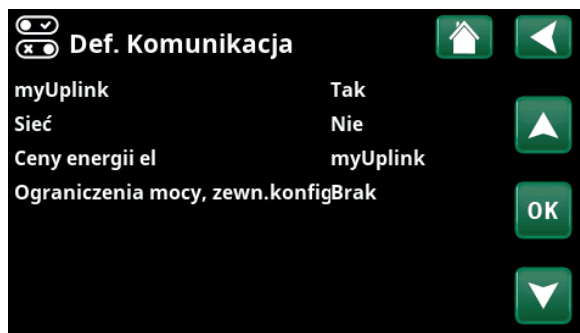 Def. Komunikacja
myUplink Tak
Sieć Nie
Ceny energii el myUplink
Ograniczenia mocy, zewn.konfigBrak
OK